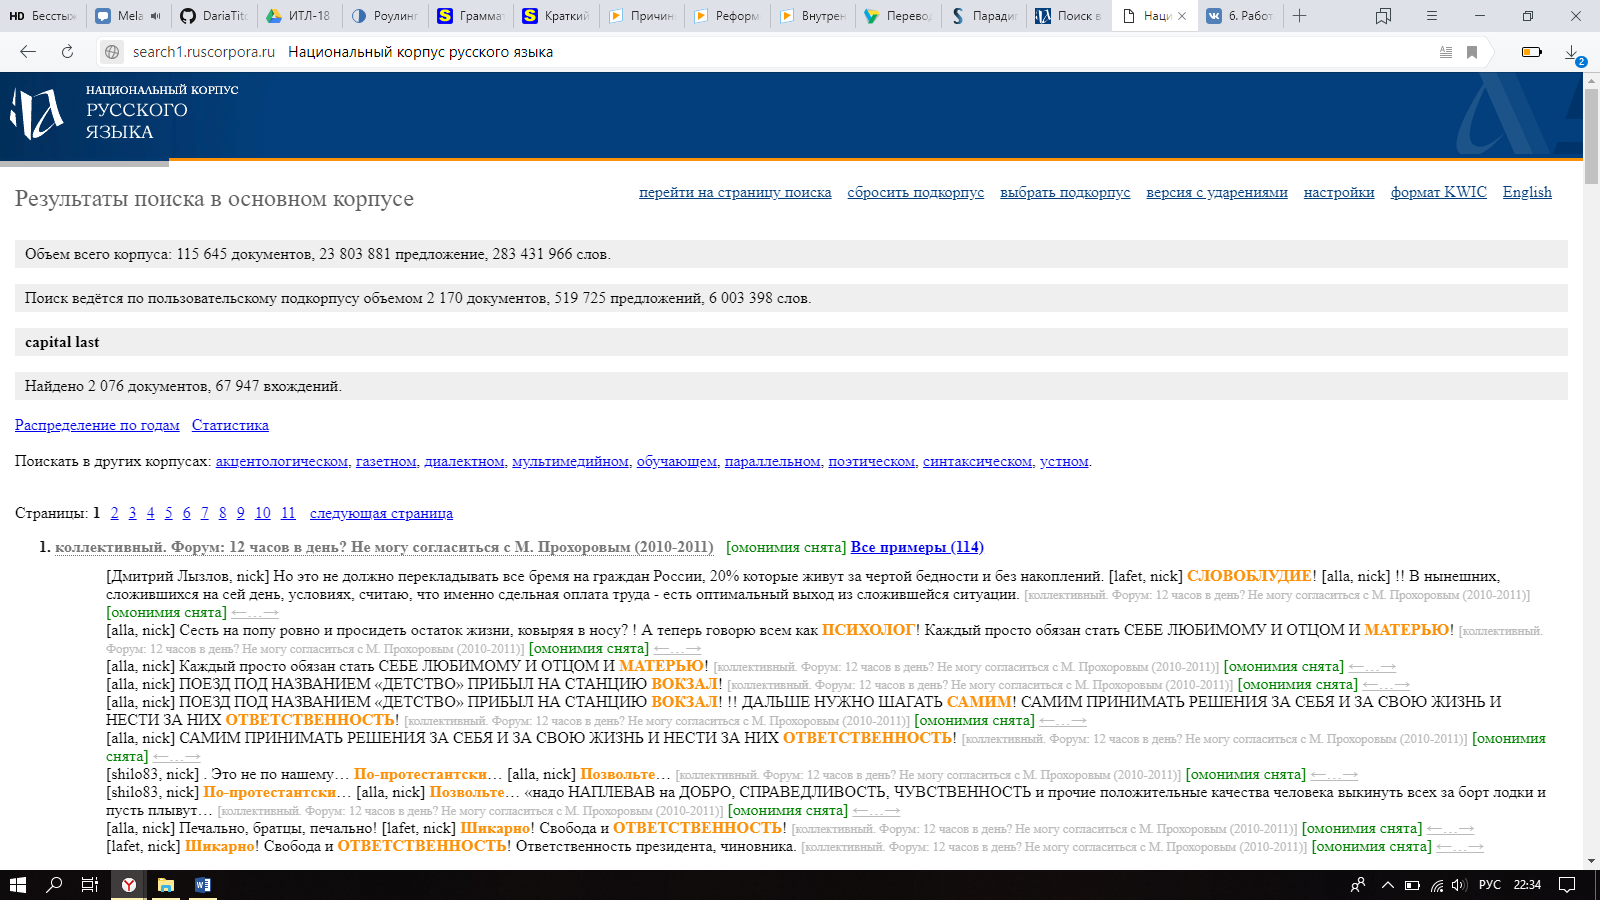 HD Бесстыж
Mela
DariaTito
ИТЛ-18
Роулинг
Граммат
Краткий
Причин
Реформ
Внутрен
Перевод
Паради
Поиск в
Наци
6. Работ
search1.ruscorpora.ru Национальный корпус русского языка
2
НАЦИОНАЛЬНЫЙ КОРПУС
РУССКОГО
ЯЗЫКА
Результаты поиска в основном корпусе
перейти на страницу поиска сбросить подкорпус выбрать подкорпус версия с ударениями настройки формат KWIC English
Объем всего корпуса: 115 645 документов, 23 803 881 предложение, 283 431 966 слов.
Поиск ведётся по пользовательскому подкорпусу объемом 2 170 документов, 519 725 предложений, 6 003 398 слов.
capital last
Найдено 2 076 документов, 67 947 вхождений.
Распределение по годам Статистика
Поискать в других корпусах: акцентологическом, газетном, диалектном, мультимедийном, обучающем, параллельном, поэтическом, синтаксическом, устном.
Страницы: 1 2 3 4 5 6 7 8 9 10 11 следующая страница
1. коллективный. Форум: 12 часов в день? Не могу согласиться с М. Прохоровым (2010-2011) [омонимия снята] Все примеры (114)
[Дмитрий Лызлов, nick] Но это не должно перекладывать все бремя на граждан России, 20% которые живут за чертой бедности и без накоплений. [lafet, nick] СЛОВОБЛУДИЕ! [alla, nick] !! В нынешних,
сложившихся на сей день, условиях, считаю, что именно сдельная оплата труда - есть оптимальный выход из сложившейся ситуации. [коллективный. Форум: 12 часов в день? Не могу согласиться с М. Прохоровым (2010-2011)]
[омонимия снята] ←…→
[alla, nick] Сесть на попу ровно и просидеть остаток жизни, ковыряя в носу? ! А теперь говорю всем как ПСИХОЛОГ! Каждый просто обязан стать СЕБЕ ЛЮБИМОМУ И ОТЦОМ И МАТЕРЬЮ! [коллективный. Форум:
12 часов в день? Не могу согласиться с М. Прохоровым (2010-2011)] [омонимия снята] ←…→
[alla, nick] Каждый просто обязан стать СЕБЕ ЛЮБИМОМУ И ОТЦОМ И МАТЕРЬЮ! [коллективный. Форум: 12 часов в день? Не могу согласиться с М. Прохоровым (2010-2011)] [омонимия снята] ←…→
[alla, nick] ПОЕЗД ПОД НАЗВАНИЕМ «ДЕТСТВО» ПРИБЫЛ НА СТАНЦИЮ ВОКЗАЛ! [коллективный. Форум: 12 часов в день? Не могу согласиться с М. Прохоровым (2010-2011)] [омонимия снята] ←…→
[alla, nick] ПОЕЗД ПОД НАЗВАНИЕМ «ДЕТСТВО» ПРИБЫЛ НА СТАНЦИЮ ВОКЗАЛ! !! ДАЛЬШЕ НУЖНО ШАГАТЬ САМИМ! САМИМ ПРИНИМАТЬ РЕШЕНИЯ ЗА СЕБЯ И ЗА СВОЮ ЖИЗНЬ И
НЕСТИ ЗА НИХ ОТВЕТСТВЕННОСТЬ! [коллективный. Форум: 12 часов в день? Не могу согласиться с М. Прохоровым (2010-2011)] [омонимия снята] ←…→
[alla, nick] САМИМ ПРИНИМАТЬ РЕШЕНИЯ ЗА СЕБЯ И ЗА СВОЮ ЖИЗНЬ И НЕСТИ ЗА НИХ ОТВЕТСТВЕННОСТЬ! [коллективный. Форум: 12 часов в день? Не могу согласиться с М. Прохоровым (2010-2011)] [омонимия
снята] ←…→
[shilo83, nick] . Это не по нашему… По-протестантски… [alla, nick] Позвольте… [коллективный. Форум: 12 часов в день? Не могу согласиться с М. Прохоровым (2010-2011)] [омонимия снята] ←…→
[shilo83, nick] По-протестантски… [alla, nick] Позвольте… «надо НАПЛЕВАВ на ДОБРО, СПРАВЕДЛИВОСТЬ, ЧУВСТВЕННОСТЬ и прочие положительные качества человека выкинуть всех за борт лодки и
пусть плывут… [коллективный. Форум: 12 часов в день? Не могу согласиться с М. Прохоровым (2010-2011)] [омонимия снята] ←…→
[alla, nick] Печально, братцы, печально! [lafet, nick] Шикарно! Свобода и ОТВЕТСТВЕННОСТЬ! [коллективный. Форум: 12 часов в день? Не могу согласиться с М. Прохоровым (2010-2011)] [омонимия снята] ←…→
[lafet, nick] Шикарно! Свобода и ОТВЕТСТВЕННОСТЬ! Ответственность президента, чиновника. [коллективный. Форум: 12 часов в день? Не могу согласиться с М. Прохоровым (2010-2011)] [омонимия снята] ←…→
РУС 22:34